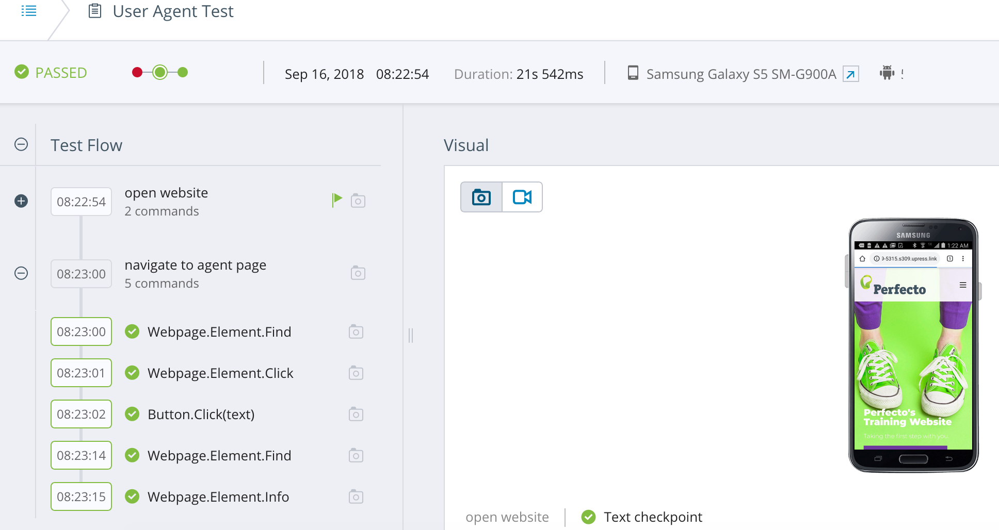 User Agent Test
PASSED
Sep 16, 2018 08:22:54
Duration: 21s 542ms
Samsung Galaxy S5 SM-G900A
Test Flow
08:22:54 open website
2 commands
08:23:00 navigate to agent page
5 commands
08:23:00 Webpage.Element.Find
08:23:01 Webpage.Element.Click
08:23:02 Button.Click(text)
08:23:14 Webpage.Element.Find
08:23:15 Webpage.Element.Info
Visual
SAMSUNG
1X 1:22 AM
9-5315.s309.upress.link 1
Perfecto
Perfecto's
Training Website
Taking the first step with you.
open website
Text checkpoint